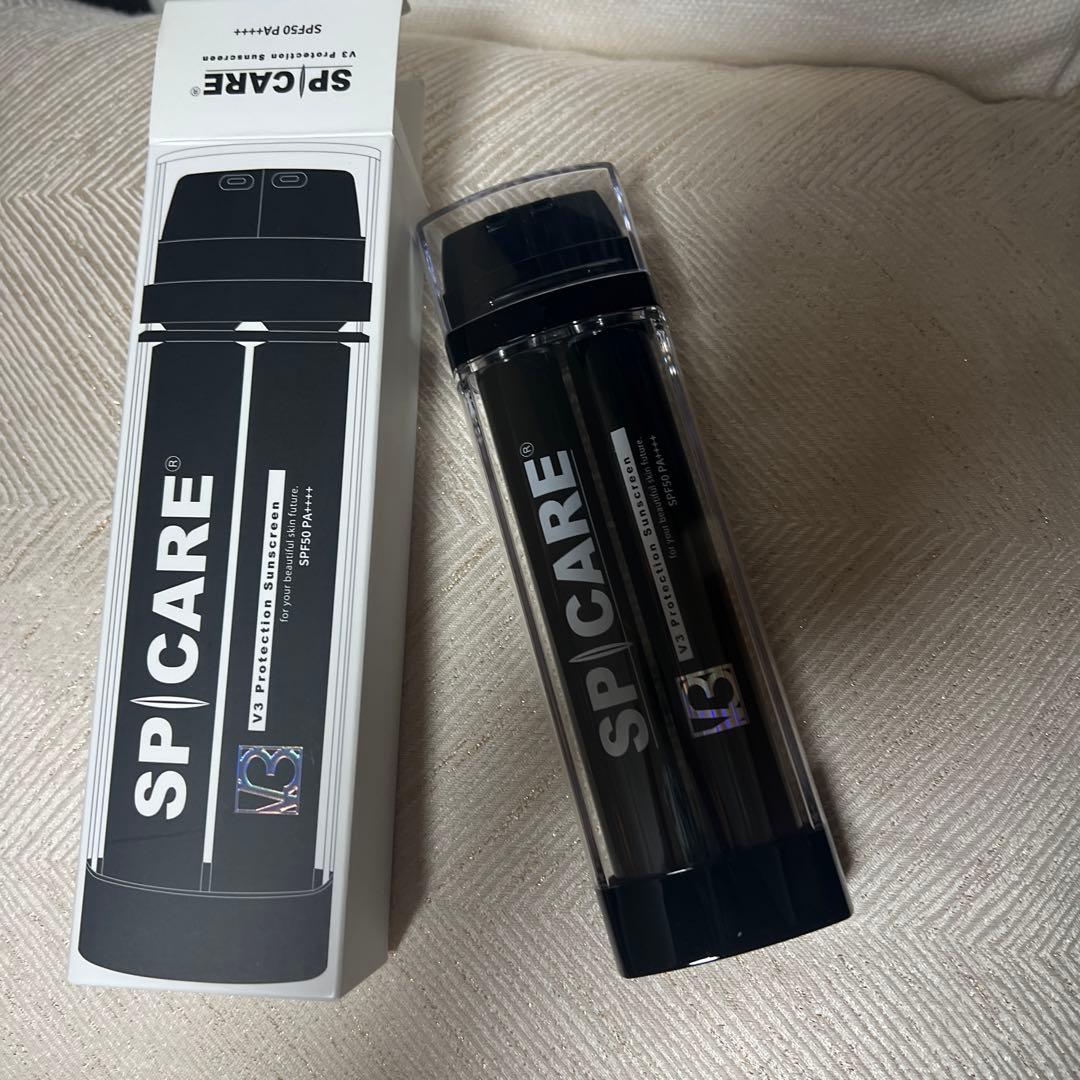 SPF50 PA++++
V3 Protection Sunscreen
SPICARE®
SPICARE®
V3 Protection Sunscreen
for your beautiful skin future.
SPF50 PA++++
V3
SPICARE®
V3 Protection Sunscreen
for your beautiful skin future.
SPF50 PA++++
V3